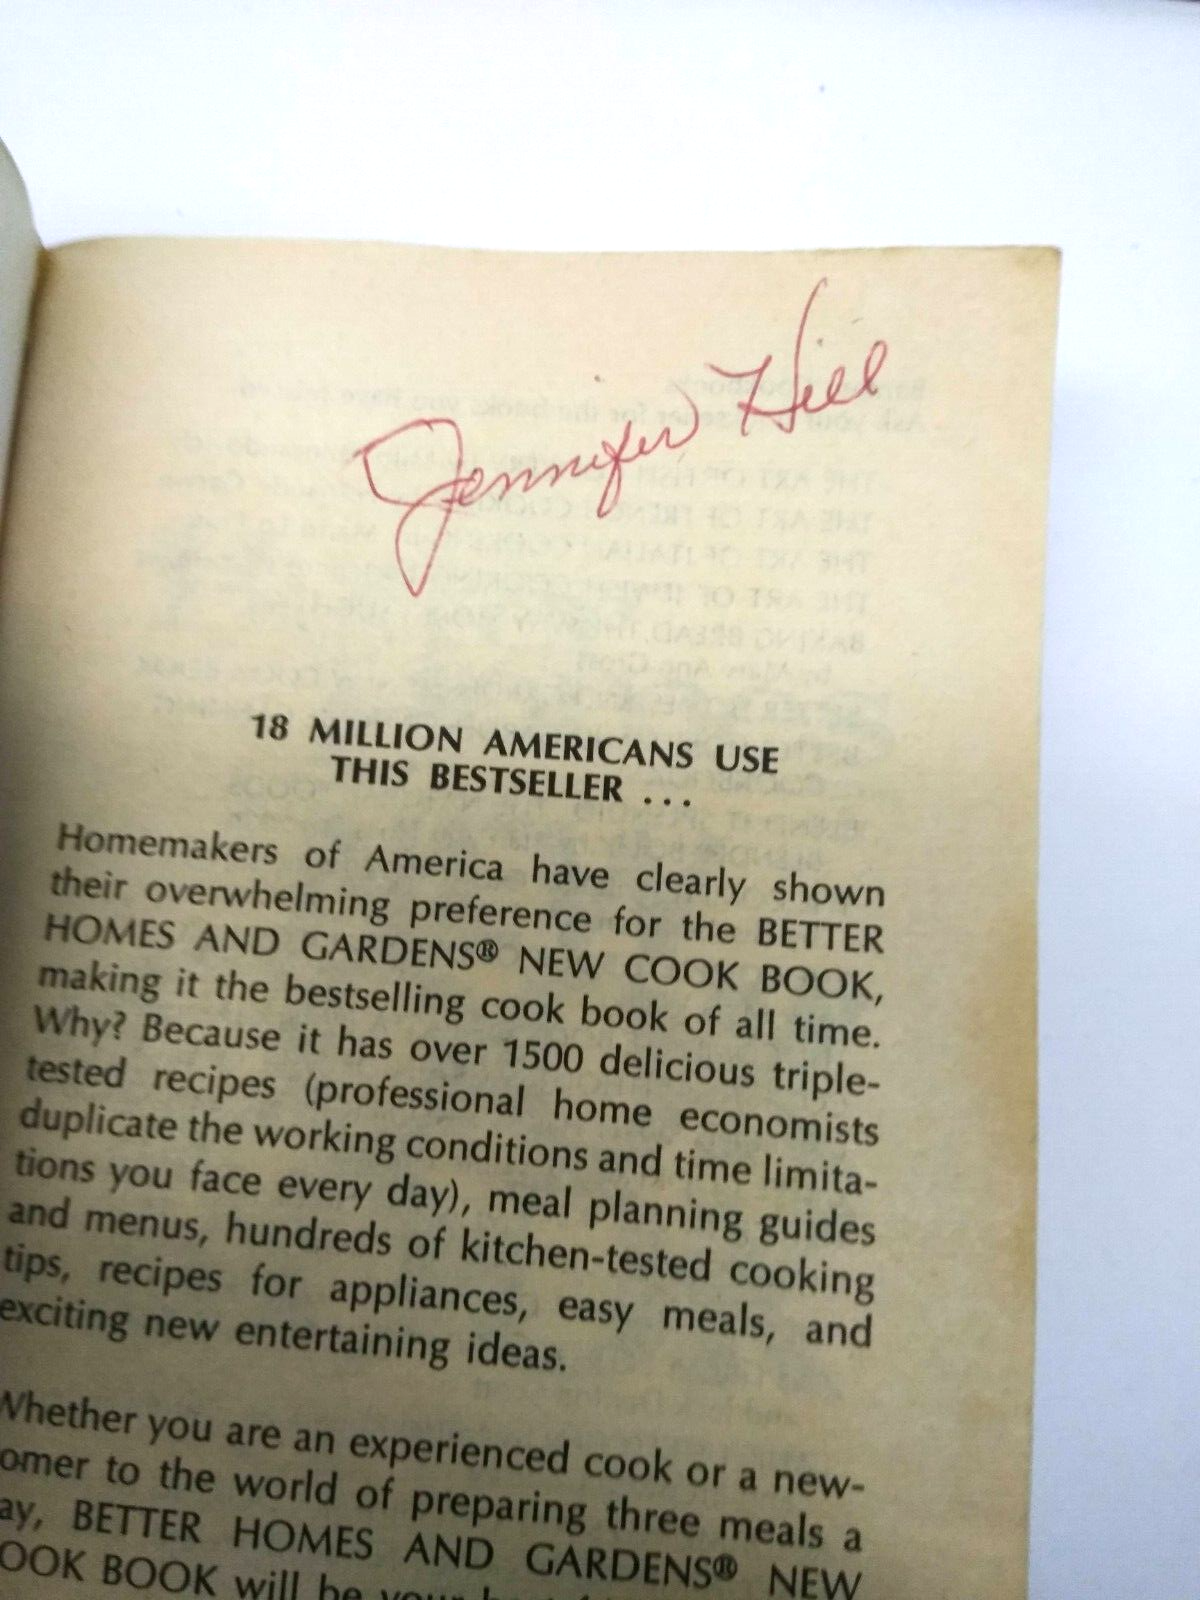 Jennifer Hill
18 MILLION AMERICANS USE
THIS BESTSELLER ...
Homemakers of America have clearly shown
their overwhelming preference for the BETTER
HOMES AND GARDENS® NEW COOK BOOK,
making it the bestselling cook book of all time.
Why? Because it has over 1500 delicious triple-
tested recipes (professional home economists
duplicate the working conditions and time limita-
tions you face every day), meal planning guides
and menus, hundreds of kitchen-tested cooking
tips, recipes for appliances, easy meals, and
exciting new entertaining ideas.
Whether you are an experienced cook or a new-
omer to the world of preparing three meals a
ay, BETTER HOMES AND GARDENS® NEW
OOK BOOK will be your